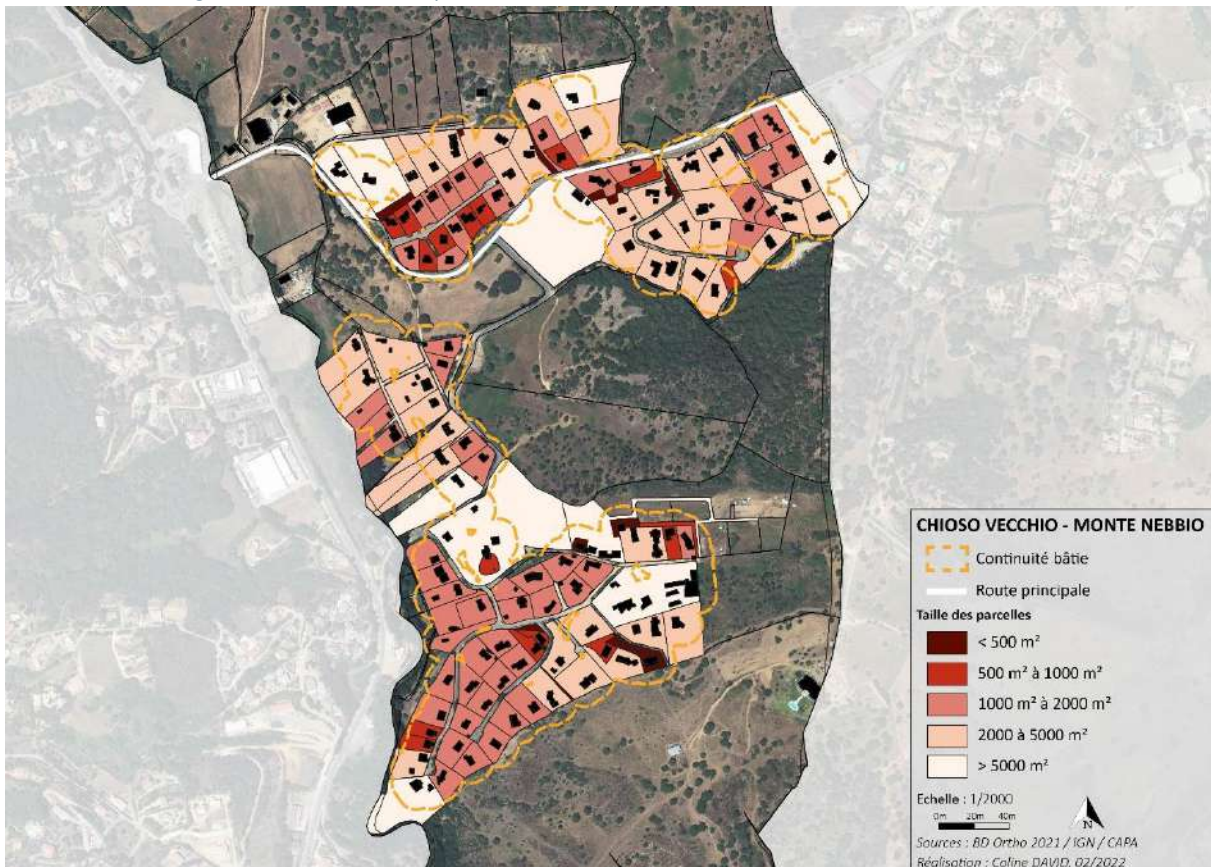 CHIOSO VECCHIO - MONTE NEBBIO
Continuité bâtie
Route principale
Taille des parcelles
< 500 m²
500 m² à 1000 m²
1000 m² à 2000 m²
2000 à 5000 m²
> 5000 m²
Echelle : 1/2000
0m 20m 40m
N
Sources : BD Ortho 2021 / IGN / CAPA
Réalisation : Coline DAVID, 02/2022